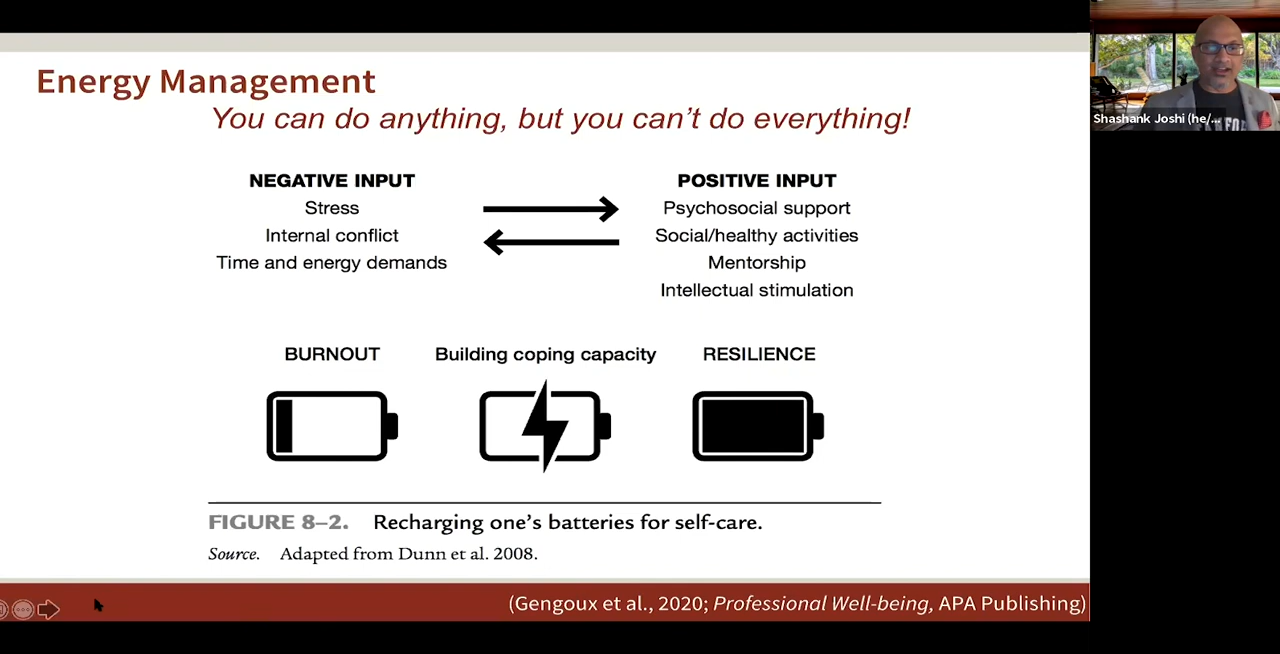 Energy Management
You can do anything, but you can't do everything!
NEGATIVE INPUT
Stress
Internal conflict
Time and energy demands
POSITIVE INPUT
Psychosocial support
Social/healthy activities
Mentorship
Intellectual stimulation
BURNOUT
Building coping capacity
RESILIENCE
FIGURE 8–2. Recharging one's batteries for self-care.
Source. Adapted from Dunn et al. 2008.
(Gengoux et al., 2020; Professional Well-being, APA Publishing)
Shashank Joshi (he/...